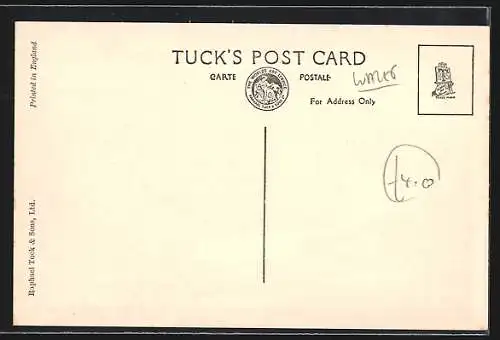 TUCK'S POST CARD
CARTE POSTALE
For Address Only
Printed in England
Raphael Tuck & Sons, Ltd.